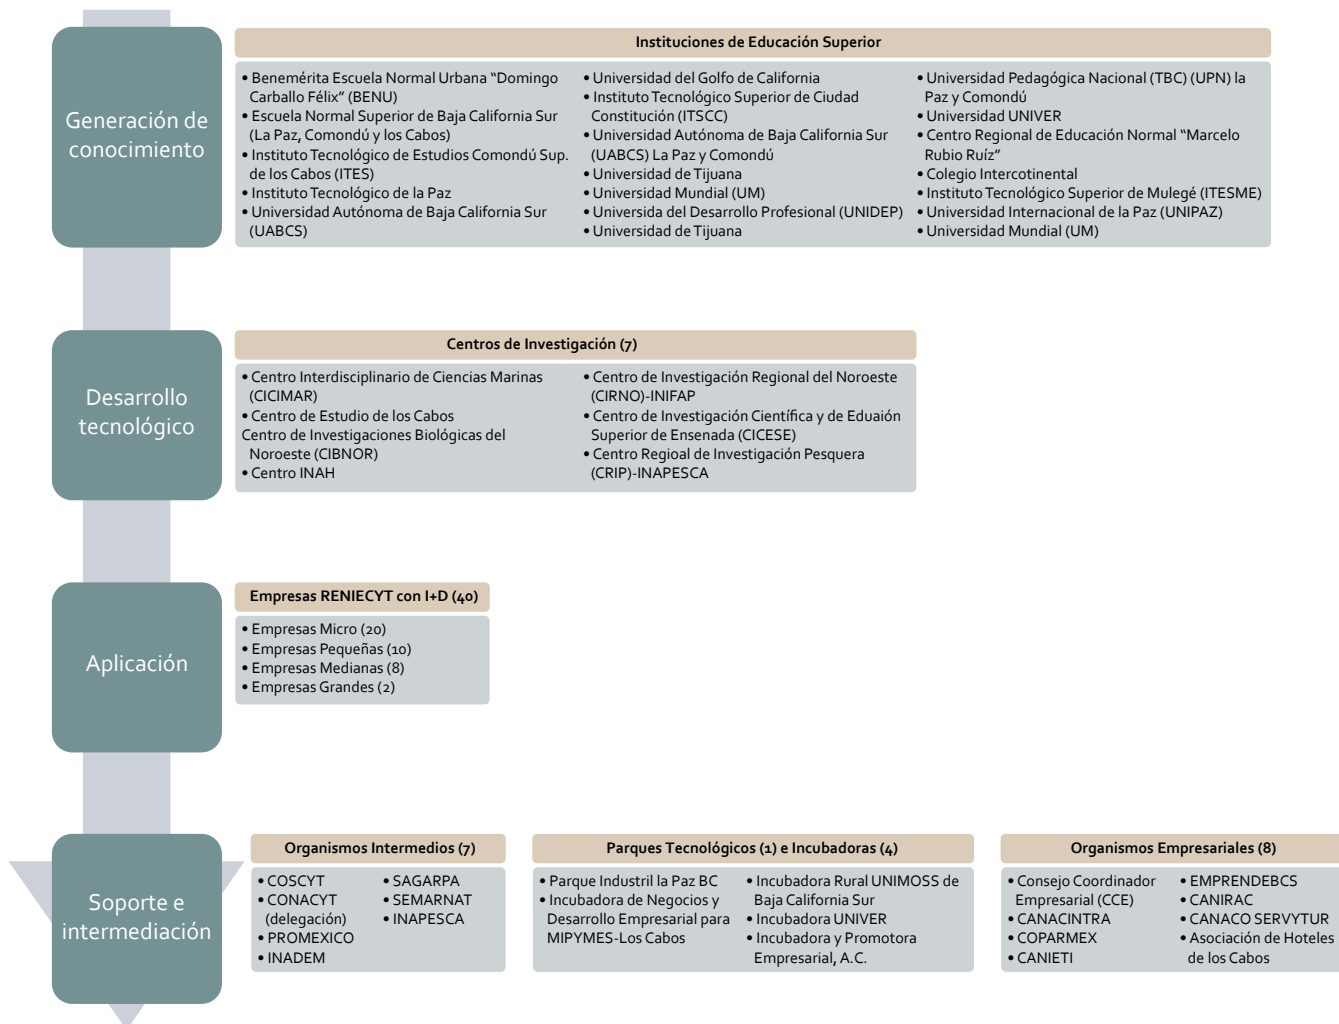 Generación de
conocimiento
Instituciones de Educación Superior
• Benemérita Escuela Normal Urbana “Domingo
Carballo Félix” (BENU)
• Escuela Normal Superior de Baja California Sur
(La Paz, Comondú y los Cabos)
• Instituto Tecnológico de Estudios Comondú Sup.
de los Cabos (ITES)
• Instituto Tecnológico de la Paz
• Universidad Autónoma de Baja California Sur
(UABCS)
• Universidad del Golfo de California
• Instituto Tecnológico Superior de Ciudad
Constitución (ITSCC)
• Universidad Autónoma de Baja California Sur
(UABCS) La Paz y Comondú
• Universidad de Tijuana
• Universidad Mundial (UM)
• Universida del Desarrollo Profesional (UNIDEP)
• Universidad de Tijuana
• Universidad Pedagógica Nacional (TBC) (UPN) la
Paz y Comondú
• Universidad UNIVER
• Centro Regional de Educación Normal “Marcelo
Rubio Ruíz”
• Colegio Intercotinental
• Instituto Tecnológico Superior de Mulegé (ITESME)
• Universidad Internacional de la Paz (UNIPAZ)
• Universidad Mundial (UM)
Desarrollo
tecnológico
Centros de Investigación (7)
• Centro Interdisciplinario de Ciencias Marinas
(CICIMAR)
• Centro de Estudio de los Cabos
Centro de Investigaciones Biológicas del
Noroeste (CIBNOR)
• Centro INAH
• Centro de Investigación Regional del Noroeste
(CIRNO)-INIFAP
• Centro de Investigación Científica y de Eduaión
Superior de Ensenada (CICESE)
• Centro Regioal de Investigación Pesquera
(CRIP)-INAPESCA
Aplicación
Empresas RENIECYT con I+D (40)
• Empresas Micro (20)
• Empresas Pequeñas (10)
• Empresas Medianas (8)
• Empresas Grandes (2)
Soporte e
intermediación
Organismos Intermedios (7)
• COSCYT
• CONACYT
(delegación)
• PROMEXICO
• INADEM
• SAGARPA
• SEMARNAT
• INAPESCA
Parques Tecnológicos (1) e Incubadoras (4)
• Parque Industril la Paz BC
• Incubadora de Negocios y
Desarrollo Empresarial para
MIPYMES-Los Cabos
• Incubadora Rural UNIMOSS de
Baja California Sur
• Incubadora UNIVER
• Incubadora y Promotora
Empresarial, A.C.
Organismos Empresariales (8)
• Consejo Coordinador
Empresarial (CCE)
• CANACINTRA
• COPARMEX
• CANIETI
• EMPRENDEBCS
• CANIRAC
• CANACO SERVYTUR
• Asociación de Hoteles
de los Cabos